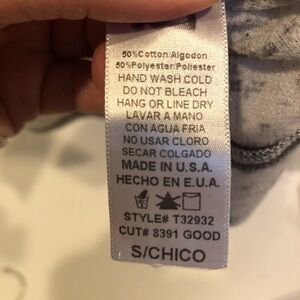 50%Cotton/Algodon
50%Polyester/Poliester
HAND WASH COLD
DO NOT BLEACH
HANG OR LINE DRY
LAVAR A MANO
CON AGUA FRIA
NO USAR CLORO
SECAR COLGADO
MADE IN U.S.A.
HECHO EN E.U.A.
STYLE# T32932
CUT# 8391 GOOD
S/CHICO